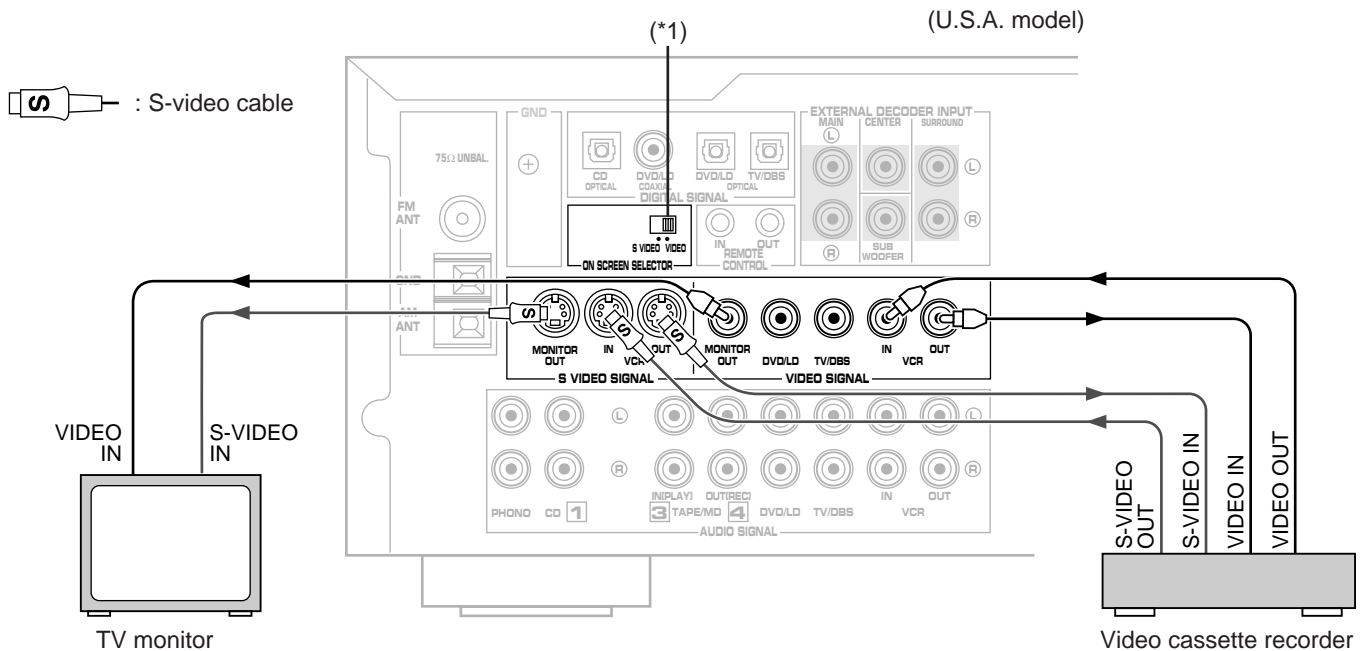 (U.S.A. model)
(*1)
S : S-video cable
GND
EXTERNAL DECODER INPUT
MAIN CENTER SURROUND
L
75Ω UNBAL.
L
CD DVD/LD DVD/LD TV/DBS
OPTICAL COAXIAL OPTICAL
DIGITAL SIGNAL
FM
ANT
R
S VIDEO VIDEO
IN OUT
REMOTE
CONTROL
R
SUB
WOOFER
ON SCREEN SELECTOR
GND
AM
ANT
S
S
S
MONITOR
OUT
IN OUT
VCR
MONITOR
OUT
DVD/LD TV/DBS
IN OUT
VCR
S VIDEO SIGNAL VIDEO SIGNAL
L L
VIDEO
IN
S-VIDEO
IN
R R
IN(PLAY) OUT(REC) IN OUT
PHONO CD 1 3 TAPE/MD 4 DVD/LD TV/DBS VCR
AUDIO SIGNAL
S-VIDEO
OUT
S-VIDEO IN
VIDEO IN
VIDEO OUT
TV monitor
Video cassette recorder